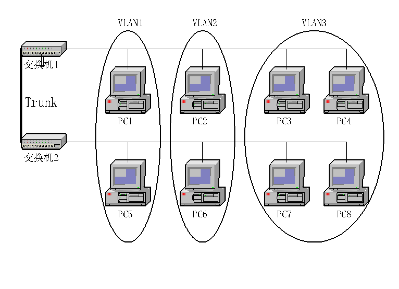 VLAN1 VLAN2 VLAN3
交换机1
PC1 PC2 PC3 PC4
Trunk
交换机2
PC5 PC6 PC7 PC8